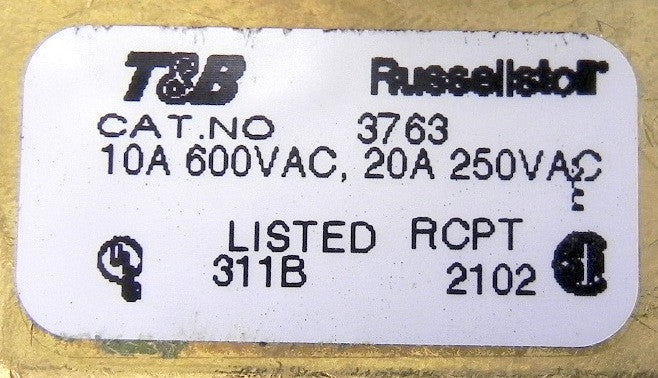 T&B Russellstoll
CAT.NO 3763
10A 600VAC, 20A 250VAC
LISTED RCPT
311B 2102